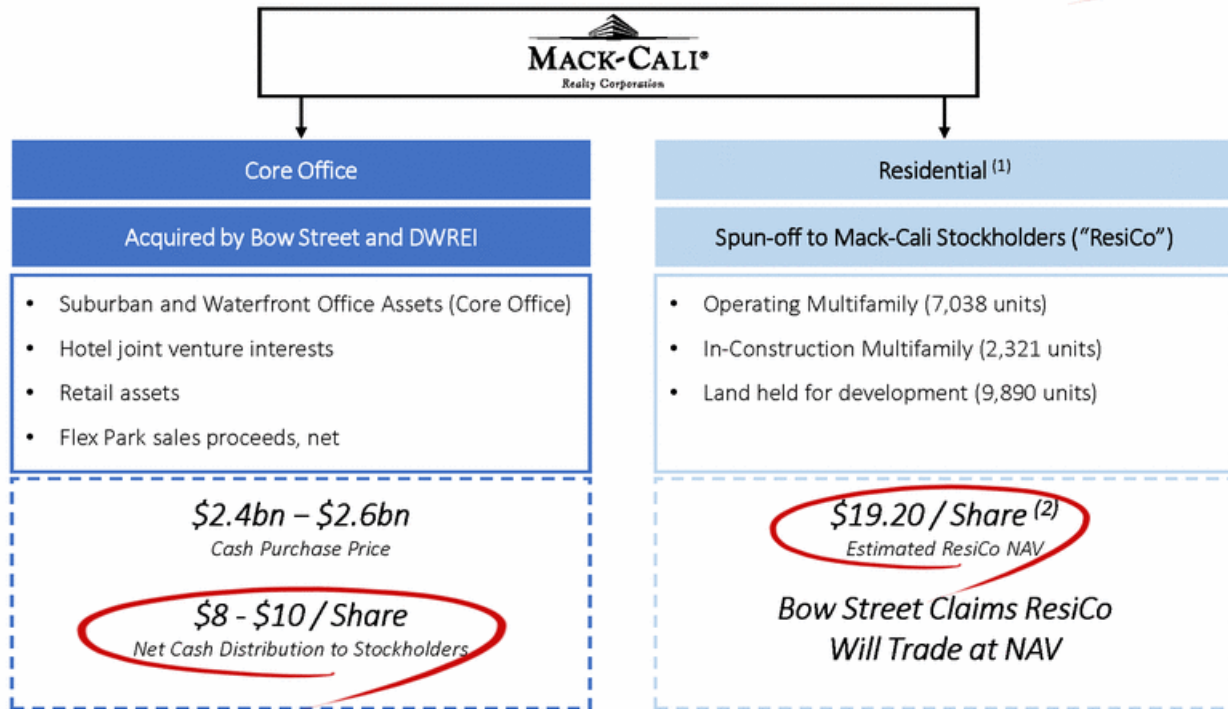 MACK-CALI®
Realty Corporation
Core Office
Acquired by Bow Street and DWREI
• Suburban and Waterfront Office Assets (Core Office)
• Hotel joint venture interests
• Retail assets
• Flex Park sales proceeds, net
$2.4bn – $2.6bn
Cash Purchase Price
$8 - $10 / Share
Net Cash Distribution to Stockholders
Residential (1)
Spun-off to Mack-Cali Stockholders (“ResiCo”)
• Operating Multifamily (7,038 units)
• In-Construction Multifamily (2,321 units)
• Land held for development (9,890 units)
$19.20 / Share (2)
Estimated ResiCo NAV
Bow Street Claims ResiCo
Will Trade at NAV